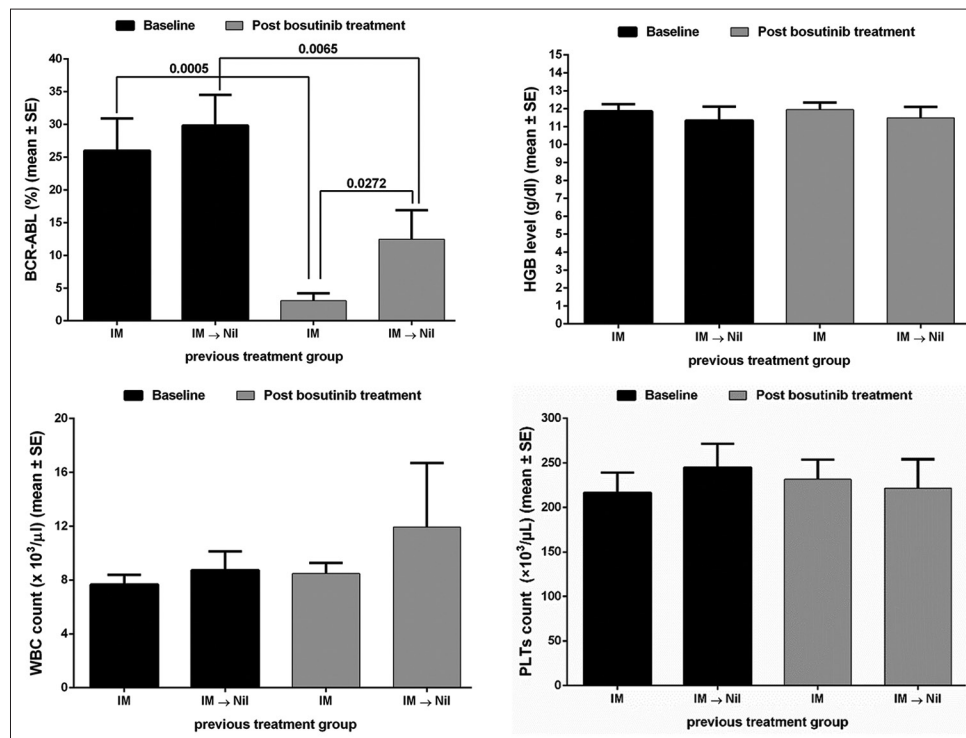 Baseline Post bosutinib treatment
0.0065
0.0005
0.0272
BCR-ABL (%) (mean ± SE)
40
35
30
25
20
15
10
5
0
IM IM → Nil IM IM → Nil
previous treatment group
Baseline Post bosutinib treatment
HGB level (g/dl) (mean ± SE)
15
14
13
12
11
10
9
8
7
6
5
4
3
2
1
0
IM IM → Nil IM IM → Nil
previous treatment group
Baseline Post bosutinib treatment
WBC count (x 10³/µl) (mean ± SE)
20
16
12
8
4
0
IM IM → Nil IM IM → Nil
previous treatment group
Baseline Post bosutinib treatment
PLTs count (×10³/µL) (mean ± SE)
300
250
200
150
100
50
0
IM IM → Nil IM IM → Nil
previous treatment group